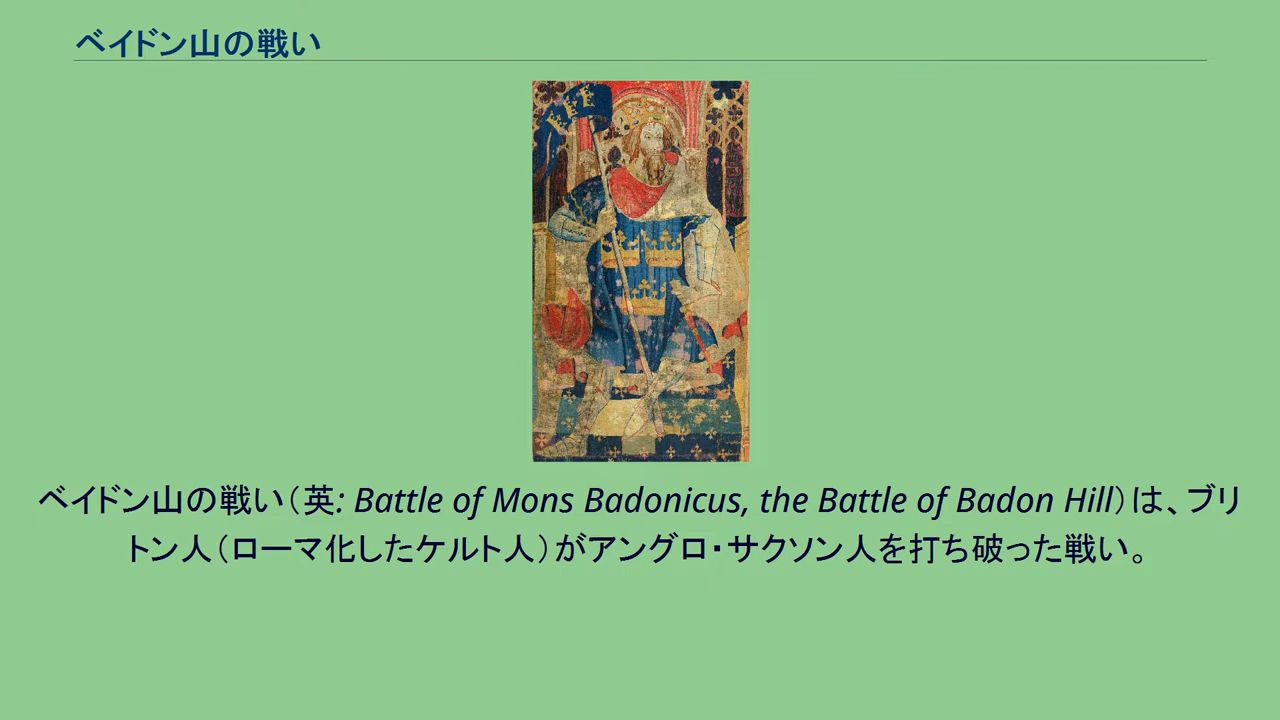 ベイドン山の戦い
ベイドン山の戦い（英: Battle of Mons Badonicus, the Battle of Badon Hill）は、ブリ
トン人（ローマ化したケルト人）がアングロ・サクソン人を打ち破った戦い。